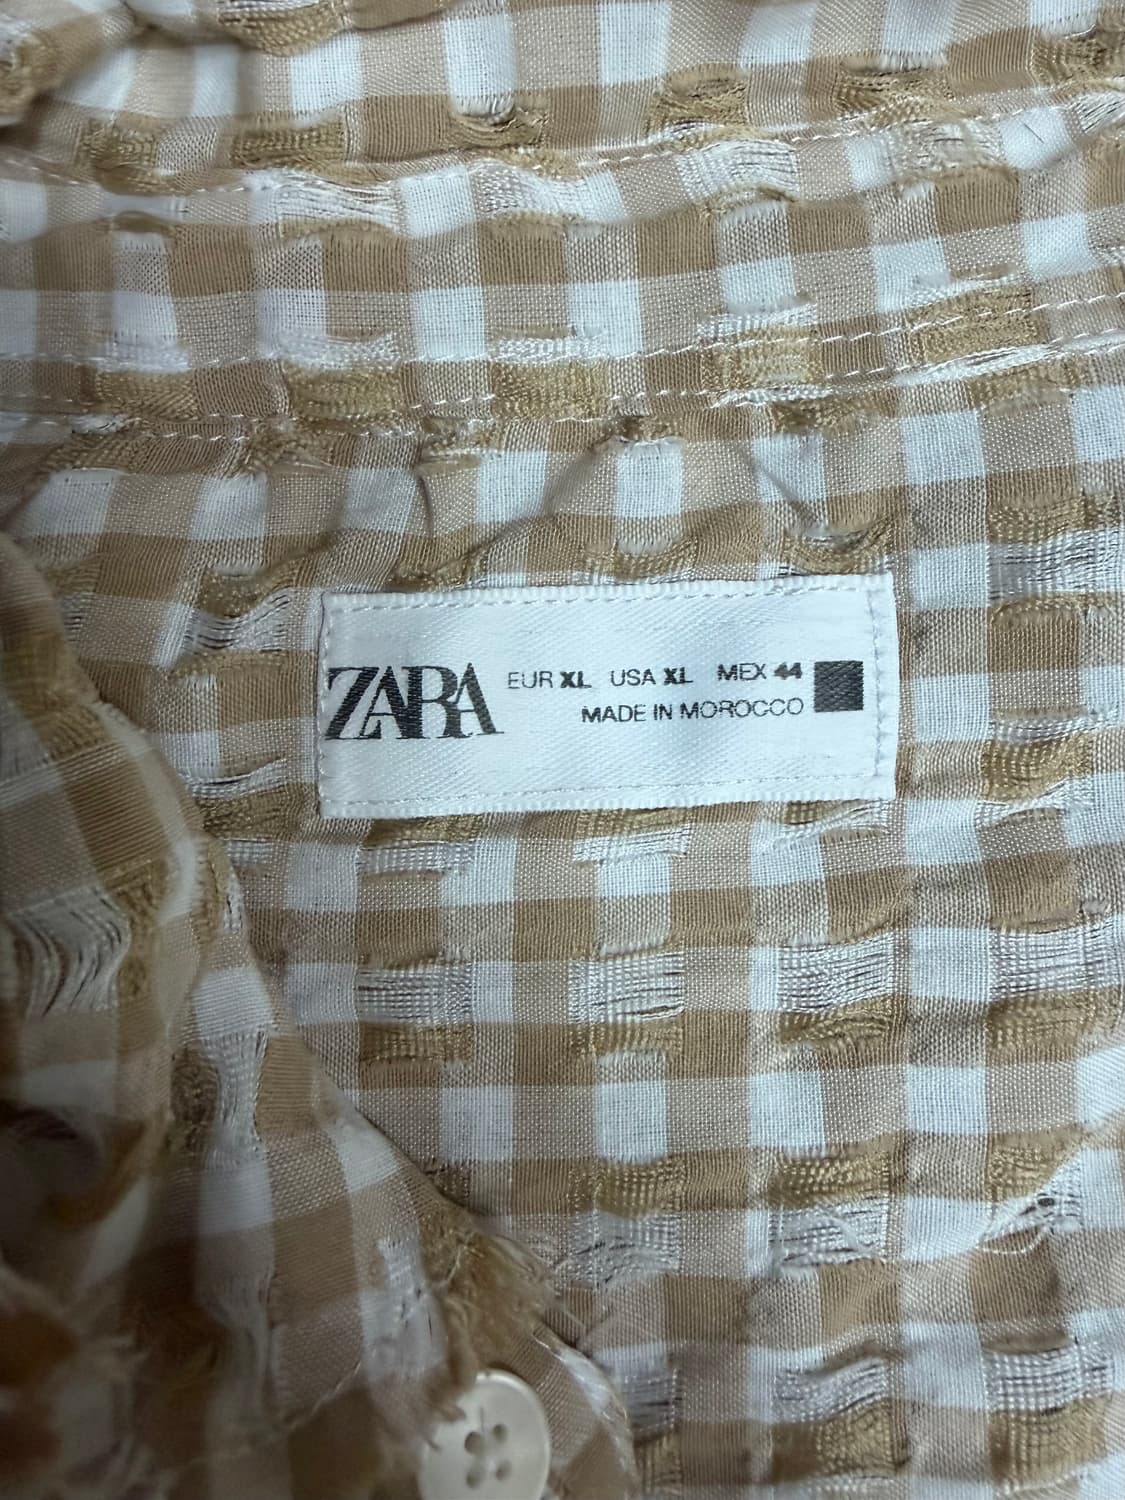 ZARA
EUR XL USA XL MEX 44
MADE IN MOROCCO